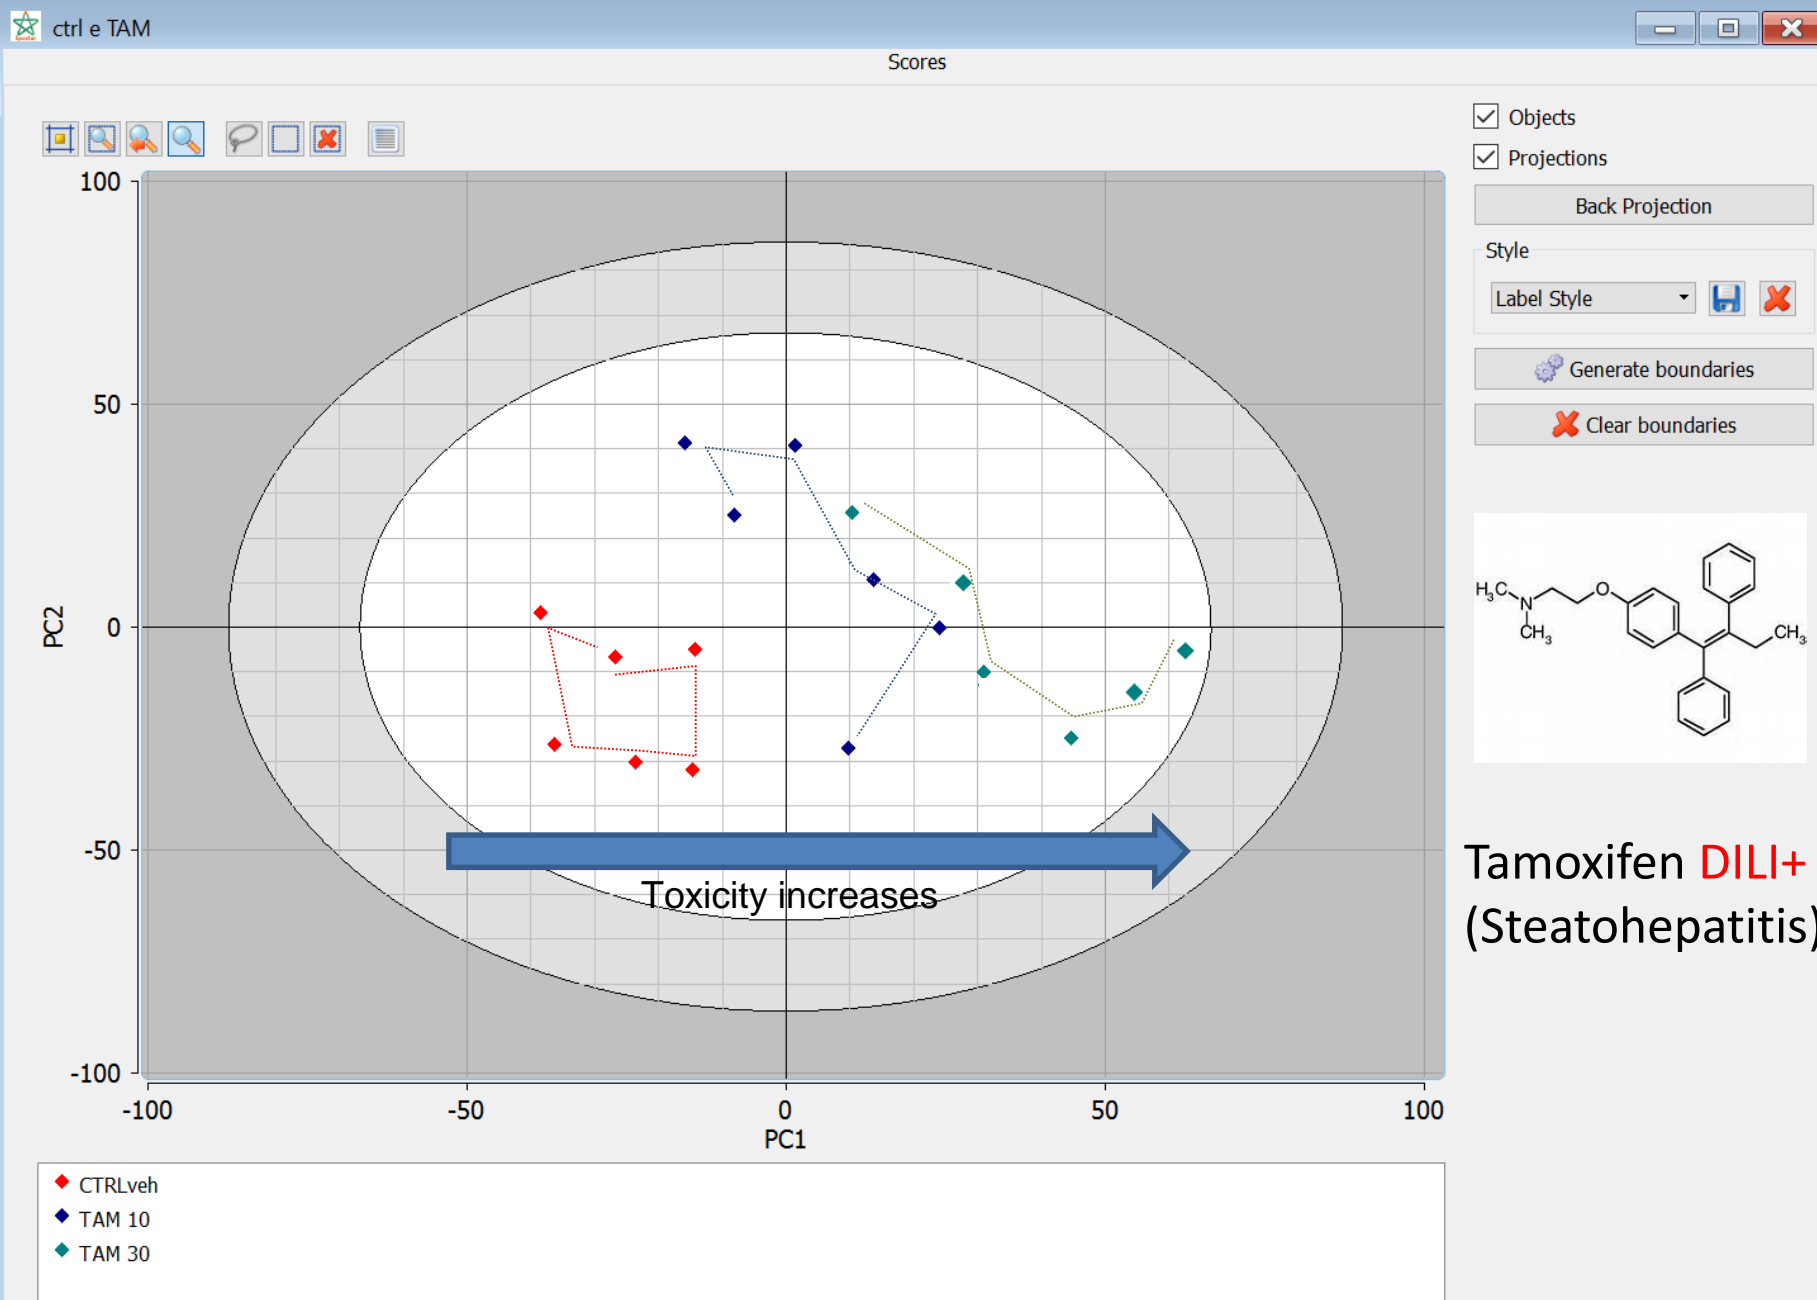 ctrl e TAM
Scores
Objects
Projections
Back Projection
Style
Label Style
Generate boundaries
Clear boundaries
100
50
0
-50
-100
PC2
-100
-50
0
50
100
PC1
Toxicity increases
H3C
N
CH3
O
CH3
Tamoxifen DILI+
(Steatohepatitis)
CTRLveh
TAM 10
TAM 30